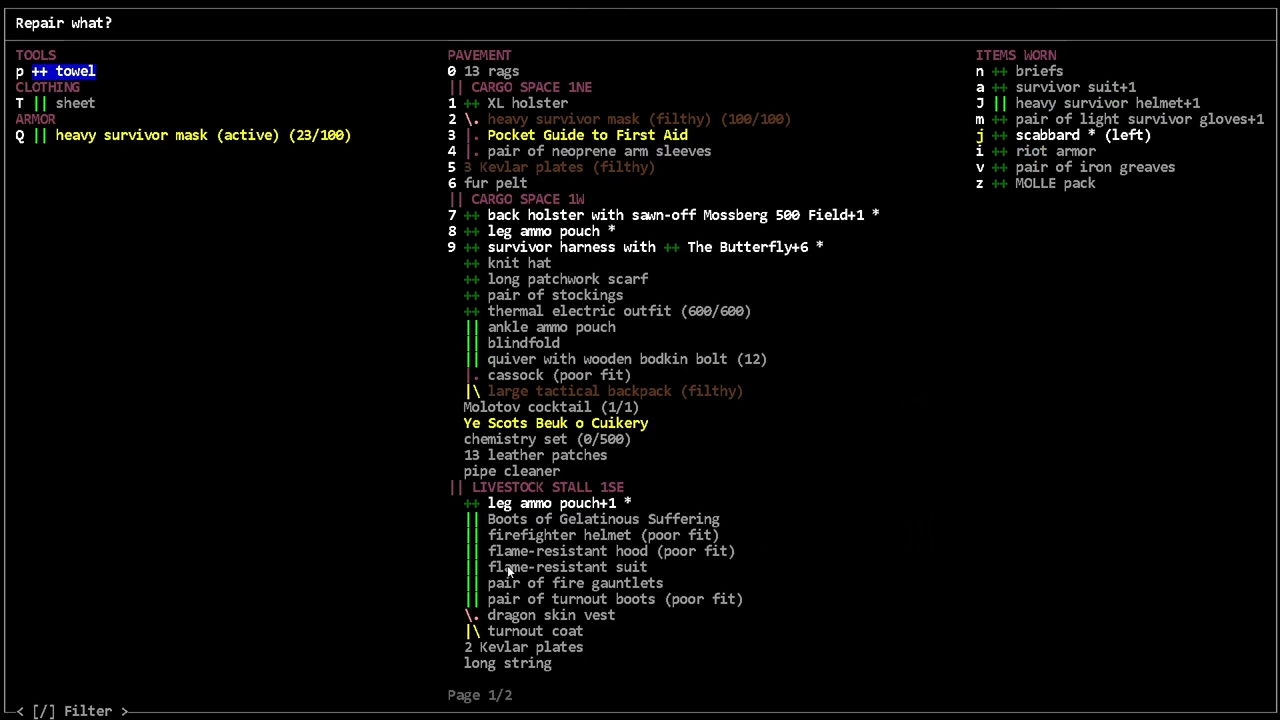 Repair what?
TOOLS
p ++ towel
CLOTHING
T || sheet
ARMOR
Q || heavy survivor mask (active) (23/100)
PAVEMENT
0 13 rags
|| CARGO SPACE 1NE
1 ++ XL holster
2 \. heavy survivor mask (filthy) (100/100)
3 |. Pocket Guide to First Aid
4 |. pair of neoprene arm sleeves
5 3 Kevlar plates (filthy)
6 fur pelt
|| CARGO SPACE 1W
7 ++ back holster with sawn-off Mossberg 500 Field+1 *
8 ++ leg ammo pouch *
9 ++ survivor harness with ++ The Butterfly+6 *
++ knit hat
++ long patchwork scarf
++ pair of stockings
++ thermal electric outfit (600/600)
|| ankle ammo pouch
|| blindfold
|| quiver with wooden bodkin bolt (12)
|. cassock (poor fit)
|\ large tactical backpack (filthy)
Molotov cocktail (1/1)
Ye Scots Beuk o Cuikery
chemistry set (0/500)
13 leather patches
pipe cleaner
|| LIVESTOCK STALL 1SE
++ leg ammo pouch+1 *
|| Boots of Gelatinous Suffering
|| firefighter helmet (poor fit)
|| flame-resistant hood (poor fit)
|| flame-resistant suit
|| pair of fire gauntlets
|| pair of turnout boots (poor fit)
\. dragon skin vest
|\ turnout coat
2 Kevlar plates
long string
Page 1/2
ITEMS WORN
n ++ briefs
a ++ survivor suit+1
J || heavy survivor helmet+1
m ++ pair of light survivor gloves+1
j ++ scabbard * (left)
i ++ riot armor
v ++ pair of iron greaves
z ++ MOLLE pack
< [/] Filter >